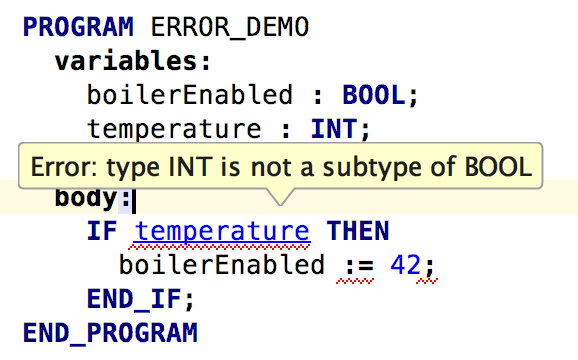 PROGRAM ERROR_DEMO
variables:
boilerEnabled : BOOL;
temperature : INT;
Error: type INT is not a subtype of BOOL
body:
IF temperature THEN
boilerEnabled := 42;
END_IF;
END_PROGRAM